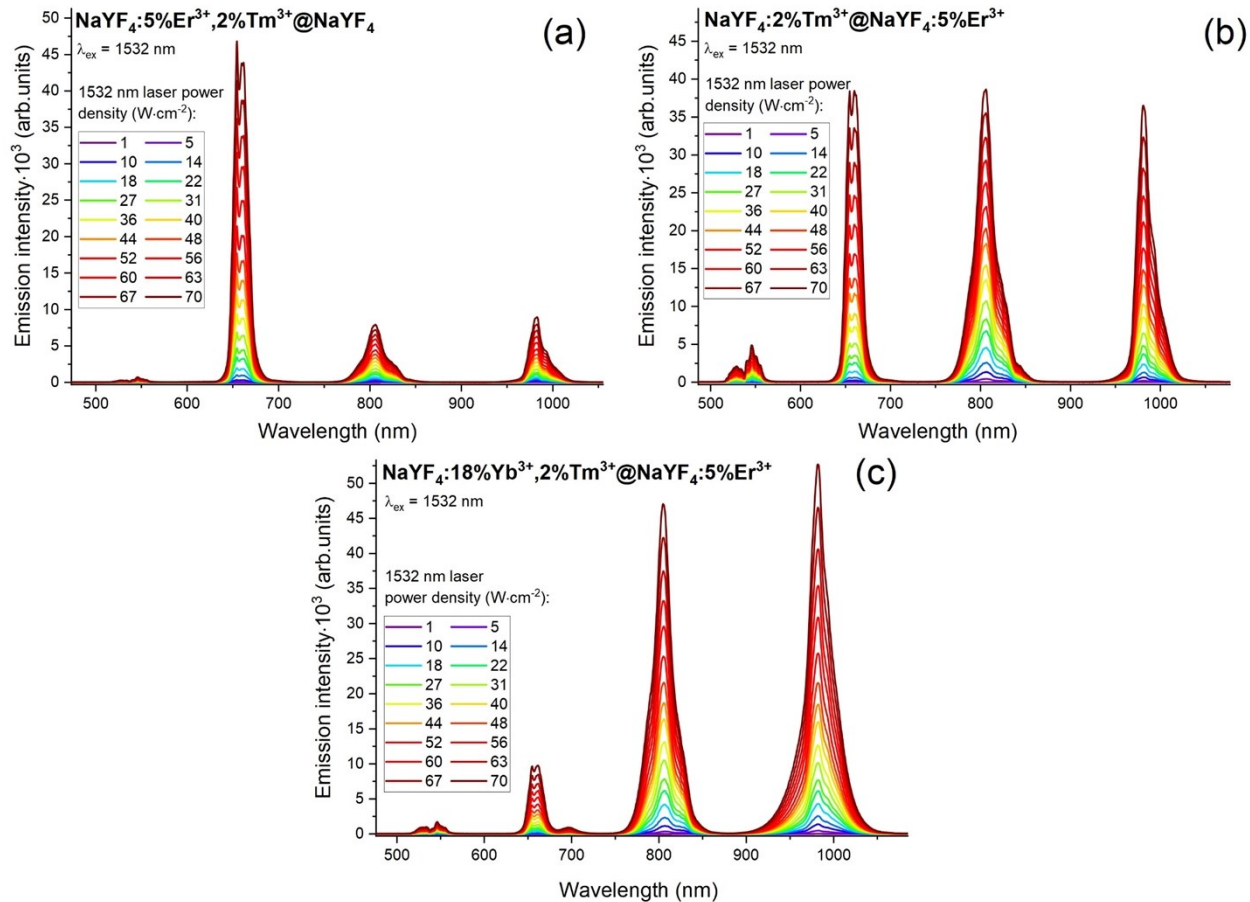 NaYF₄:5%Er³⁺,2%Tm³⁺@NaYF₄
(a)
λex = 1532 nm
1532 nm laser power
density (W·cm⁻²):
1 5
10 14
18 22
27 31
36 40
44 48
52 56
60 63
67 70
Emission intensity·10³ (arb.units)
50
45
40
35
30
25
20
15
10
5
0
500 600 700 800 900 1000
Wavelength (nm)
NaYF₄:2%Tm³⁺@NaYF₄:5%Er³⁺
(b)
λex = 1532 nm
1532 nm laser power
density (W·cm⁻²):
1 5
10 14
18 22
27 31
36 40
44 48
52 56
60 63
67 70
Emission intensity·10³ (arb.units)
45
40
35
30
25
20
15
10
5
0
500 600 700 800 900 1000
Wavelength (nm)
NaYF₄:18%Yb³⁺,2%Tm³⁺@NaYF₄:5%Er³⁺
(c)
λex = 1532 nm
1532 nm laser
power density (W·cm⁻²):
1 5
10 14
18 22
27 31
36 40
44 48
52 56
60 63
67 70
Emission intensity·10³ (arb.units)
50
45
40
35
30
25
20
15
10
5
0
500 600 700 800 900 1000
Wavelength (nm)